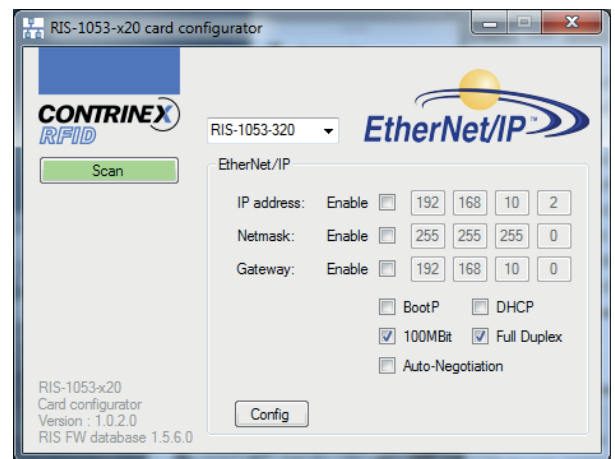 RIS-1053-x20 card configurator
CONTRINEX
RFID
RIS-1053-320
EtherNet/IP™
Scan
EtherNet/IP
IP address: Enable 192 168 10 2
Netmask: Enable 255 255 255 0
Gateway: Enable 192 168 10 0
BootP DHCP
100MBit Full Duplex
Auto-Negotiation
RIS-1053-x20
Card configurator
Version : 1.0.2.0
RIS FW database 1.5.6.0
Config